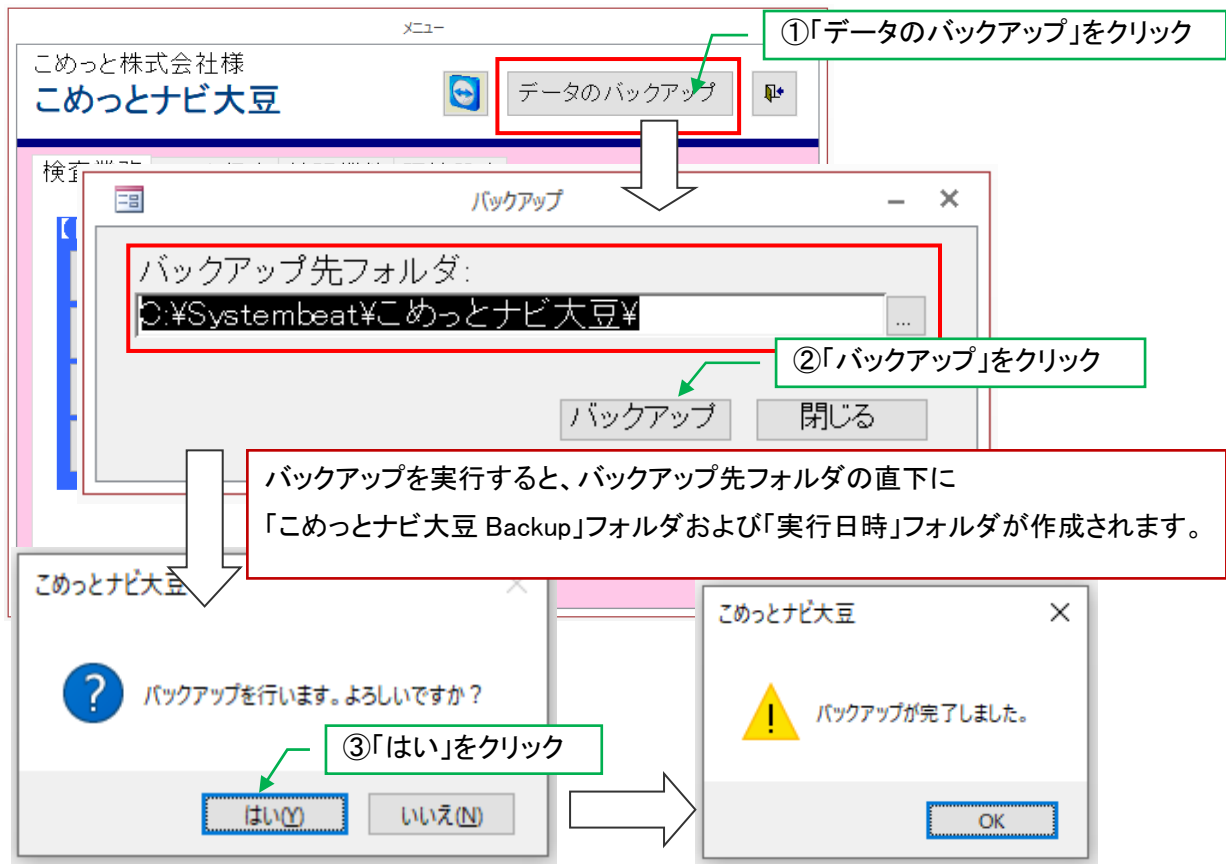 メニュー
①「データのバックアップ」をクリック
こめっと株式会社様
こめっとナビ大豆
データのバックアップ
バックアップ
バックアップ先フォルダ:
C:¥Systembeat¥こめっとナビ大豆¥
...
②「バックアップ」をクリック
バックアップ
閉じる
バックアップを実行すると、バックアップ先フォルダの直下に
「こめっとナビ大豆 Backup」フォルダおよび「実行日時」フォルダが作成されます。
こめっとナビ大豆
バックアップを行います。よろしいですか？
③「はい」をクリック
はい(Y)
いいえ(N)
こめっとナビ大豆
バックアップが完了しました。
OK